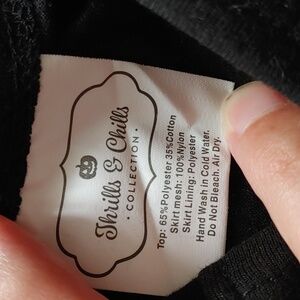 Thrills & Chills
• COLLECTION •
Top: 65%Polyester 35%Cotton
Skirt mesh: 100%Nylon
Skirt Lining: Polyester
Hand Wash in Cold Water.
Do Not Bleach. Air Dry.